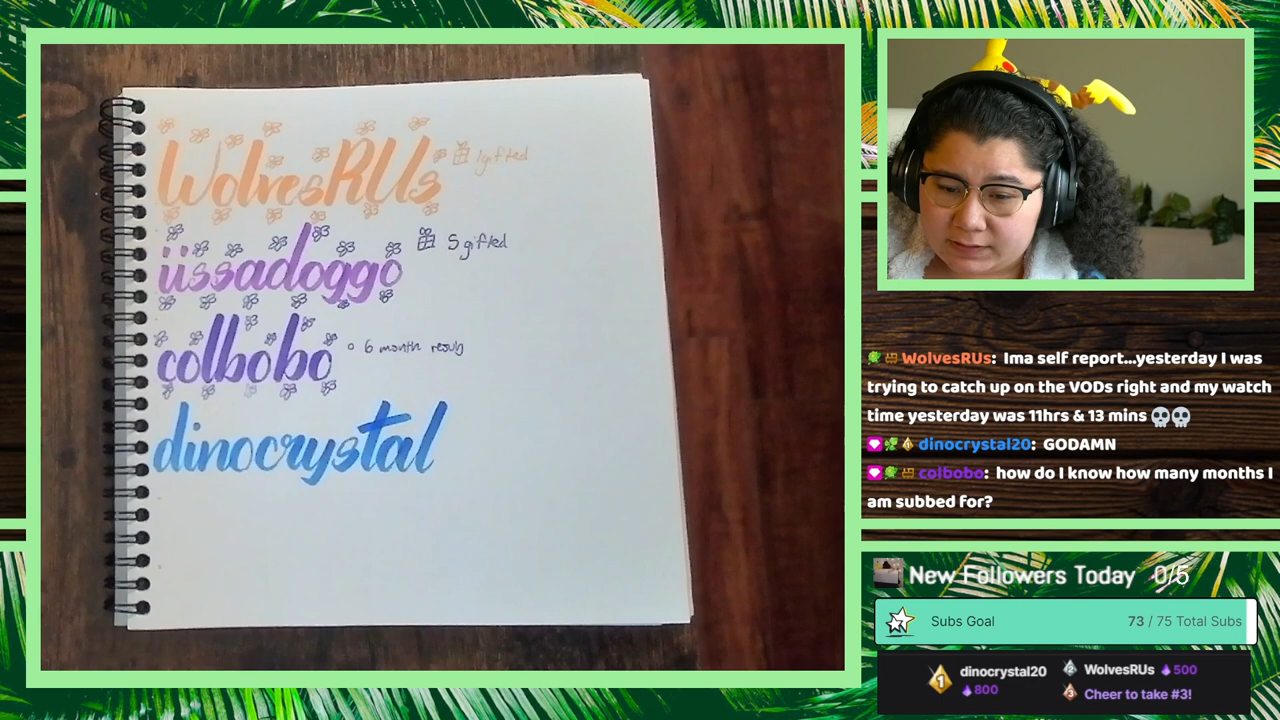 WolvesRUs 1 gifted
iissadoggo 5 gifted
colbobo 6 month resub
dinocrystal
WolvesRUs: Ima self report...yesterday I was
trying to catch up on the VODs right and my watch
time yesterday was 11hrs & 13 mins 💀💀
dinocrystal20: GODAMN
colbobo: how do I know how many months I
am subbed for?
New Followers Today 0/5
Subs Goal 73 / 75 Total Subs
1 dinocrystal20 800
2 WolvesRUs 500
3 Cheer to take #3!